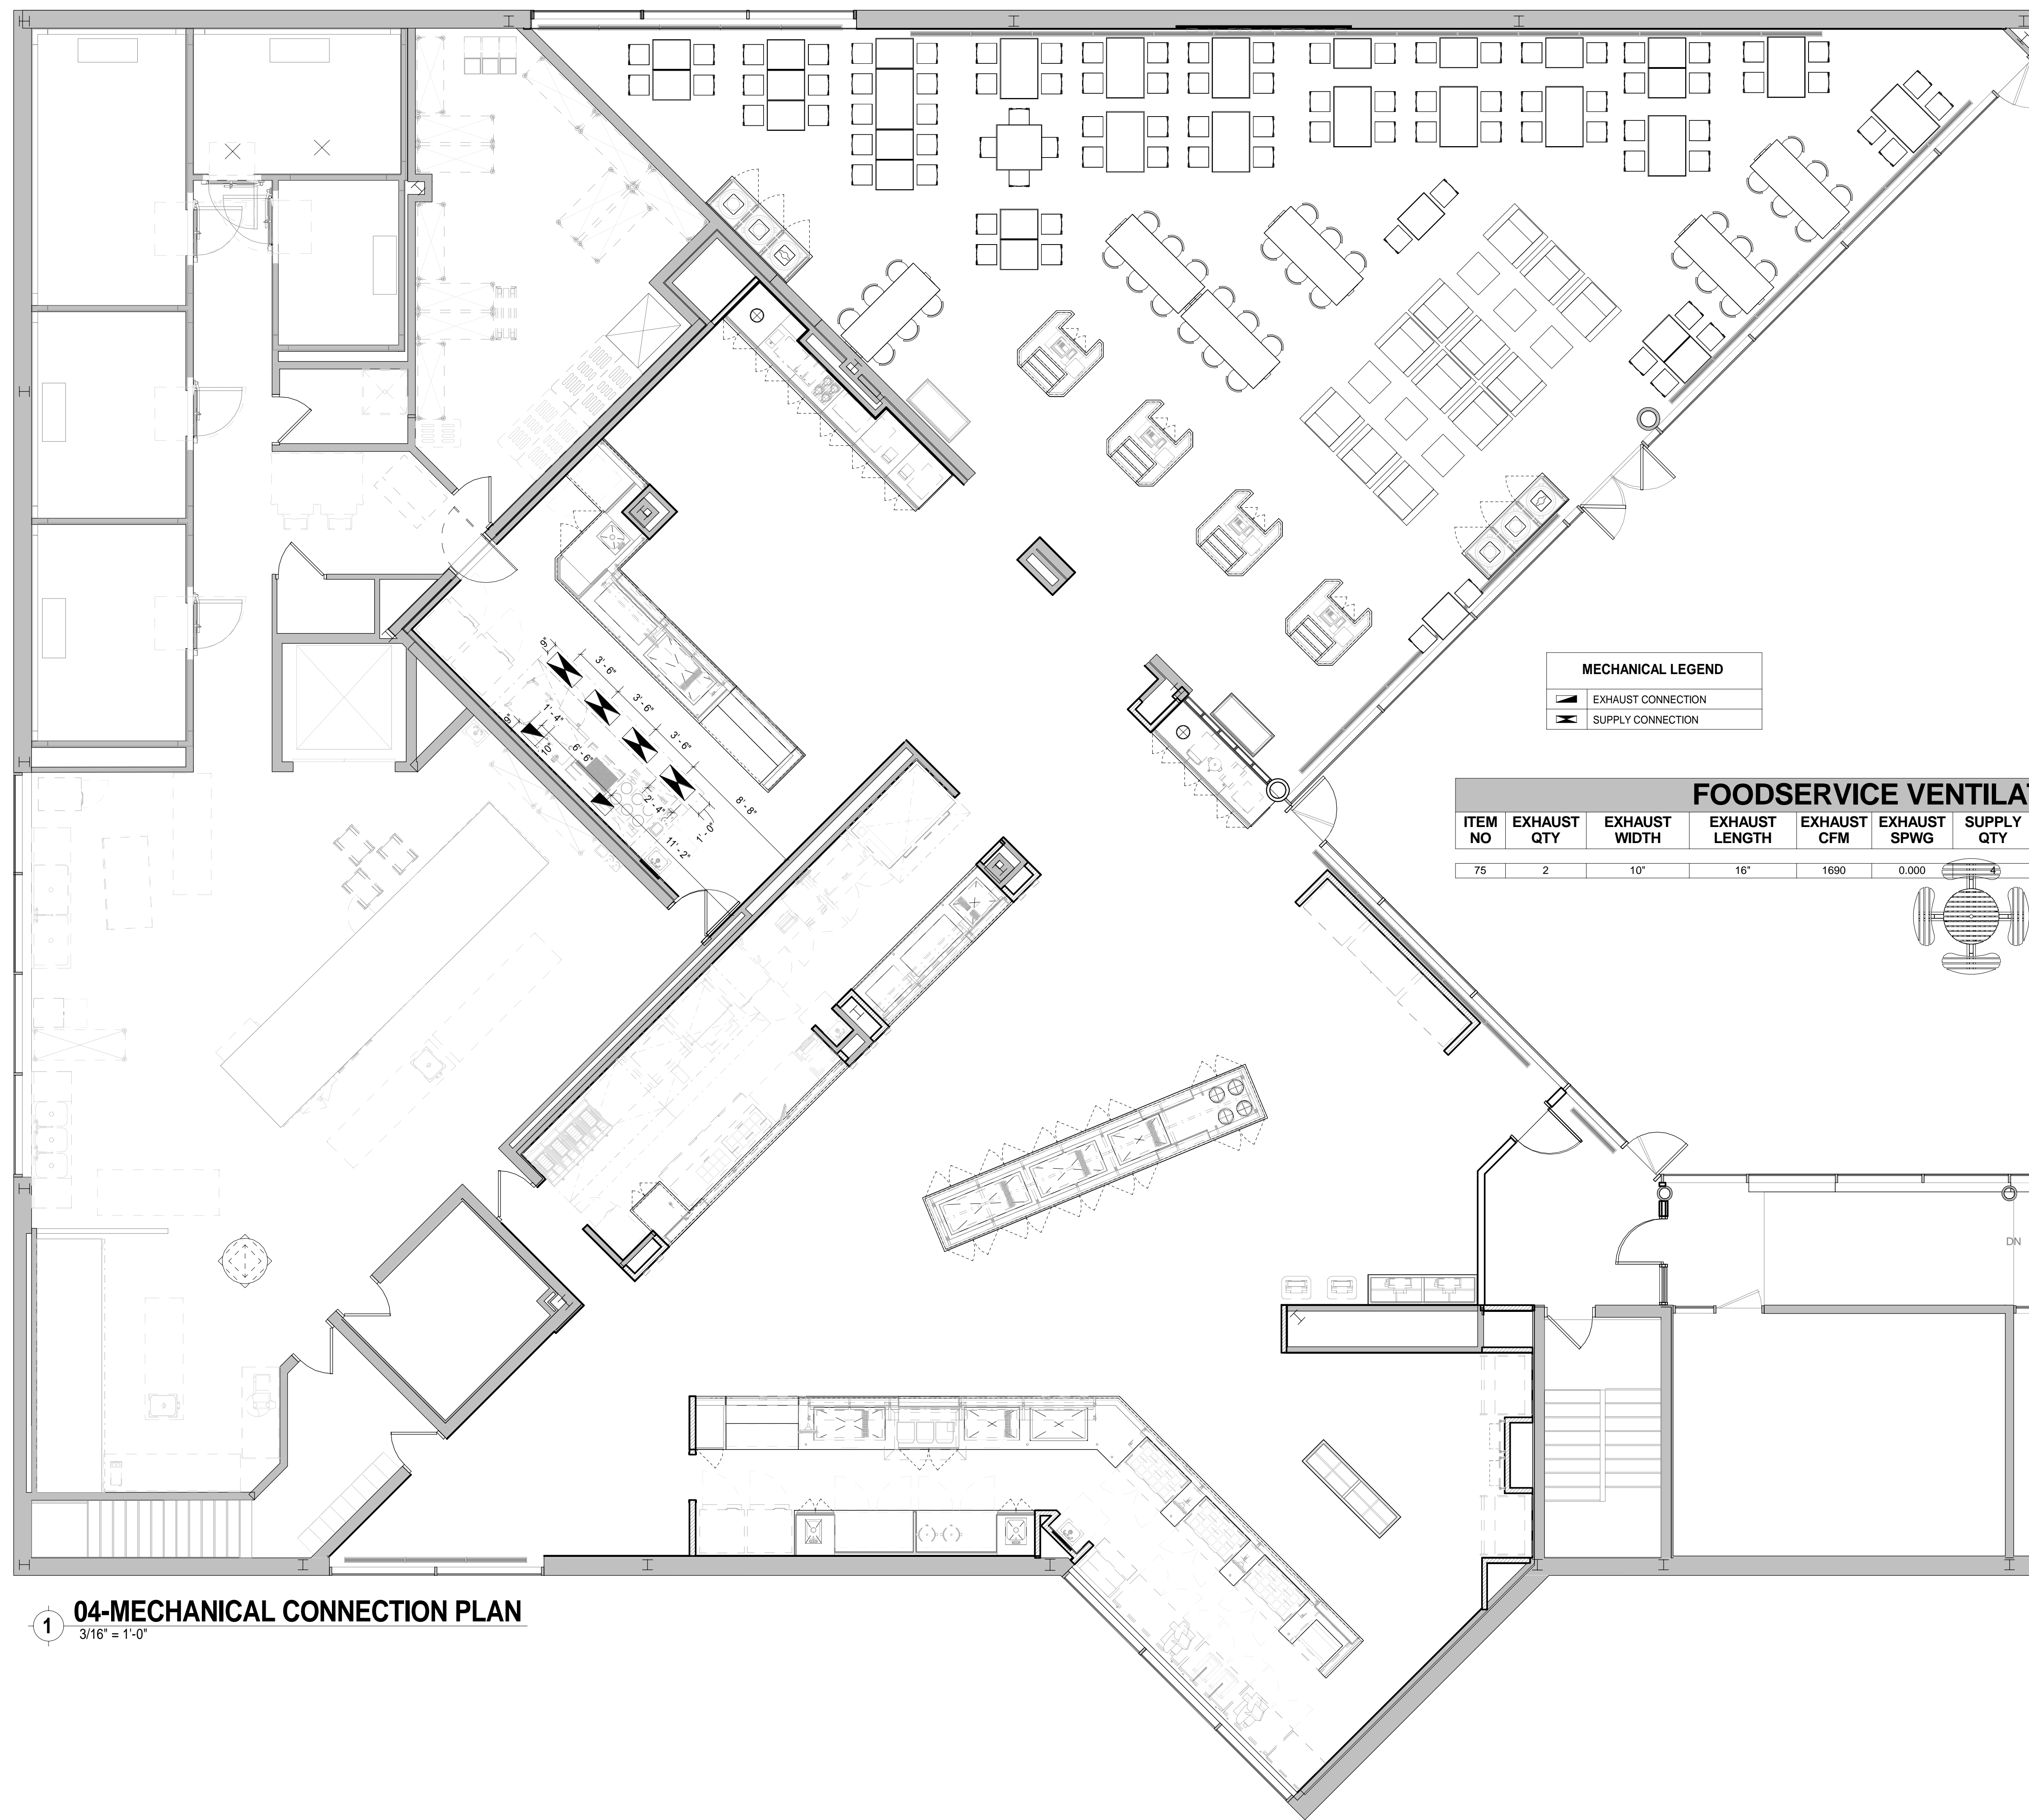 9"
3'- 6"
3'- 6"
9"
1'- 4"
3'- 6"
10"
6'- 6"
2'- 4"
8'- 8"
1'- 0"
11'- 2"
MECHANICAL LEGEND
EXHAUST CONNECTION
SUPPLY CONNECTION
FOODSERVICE VENTILAT
ITEM NO EXHAUST QTY EXHAUST WIDTH EXHAUST LENGTH EXHAUST CFM EXHAUST SPWG SUPPLY QTY
75 2 10" 16" 1690 0.000 4
DN
1 04-MECHANICAL CONNECTION PLAN
3/16" = 1'-0"